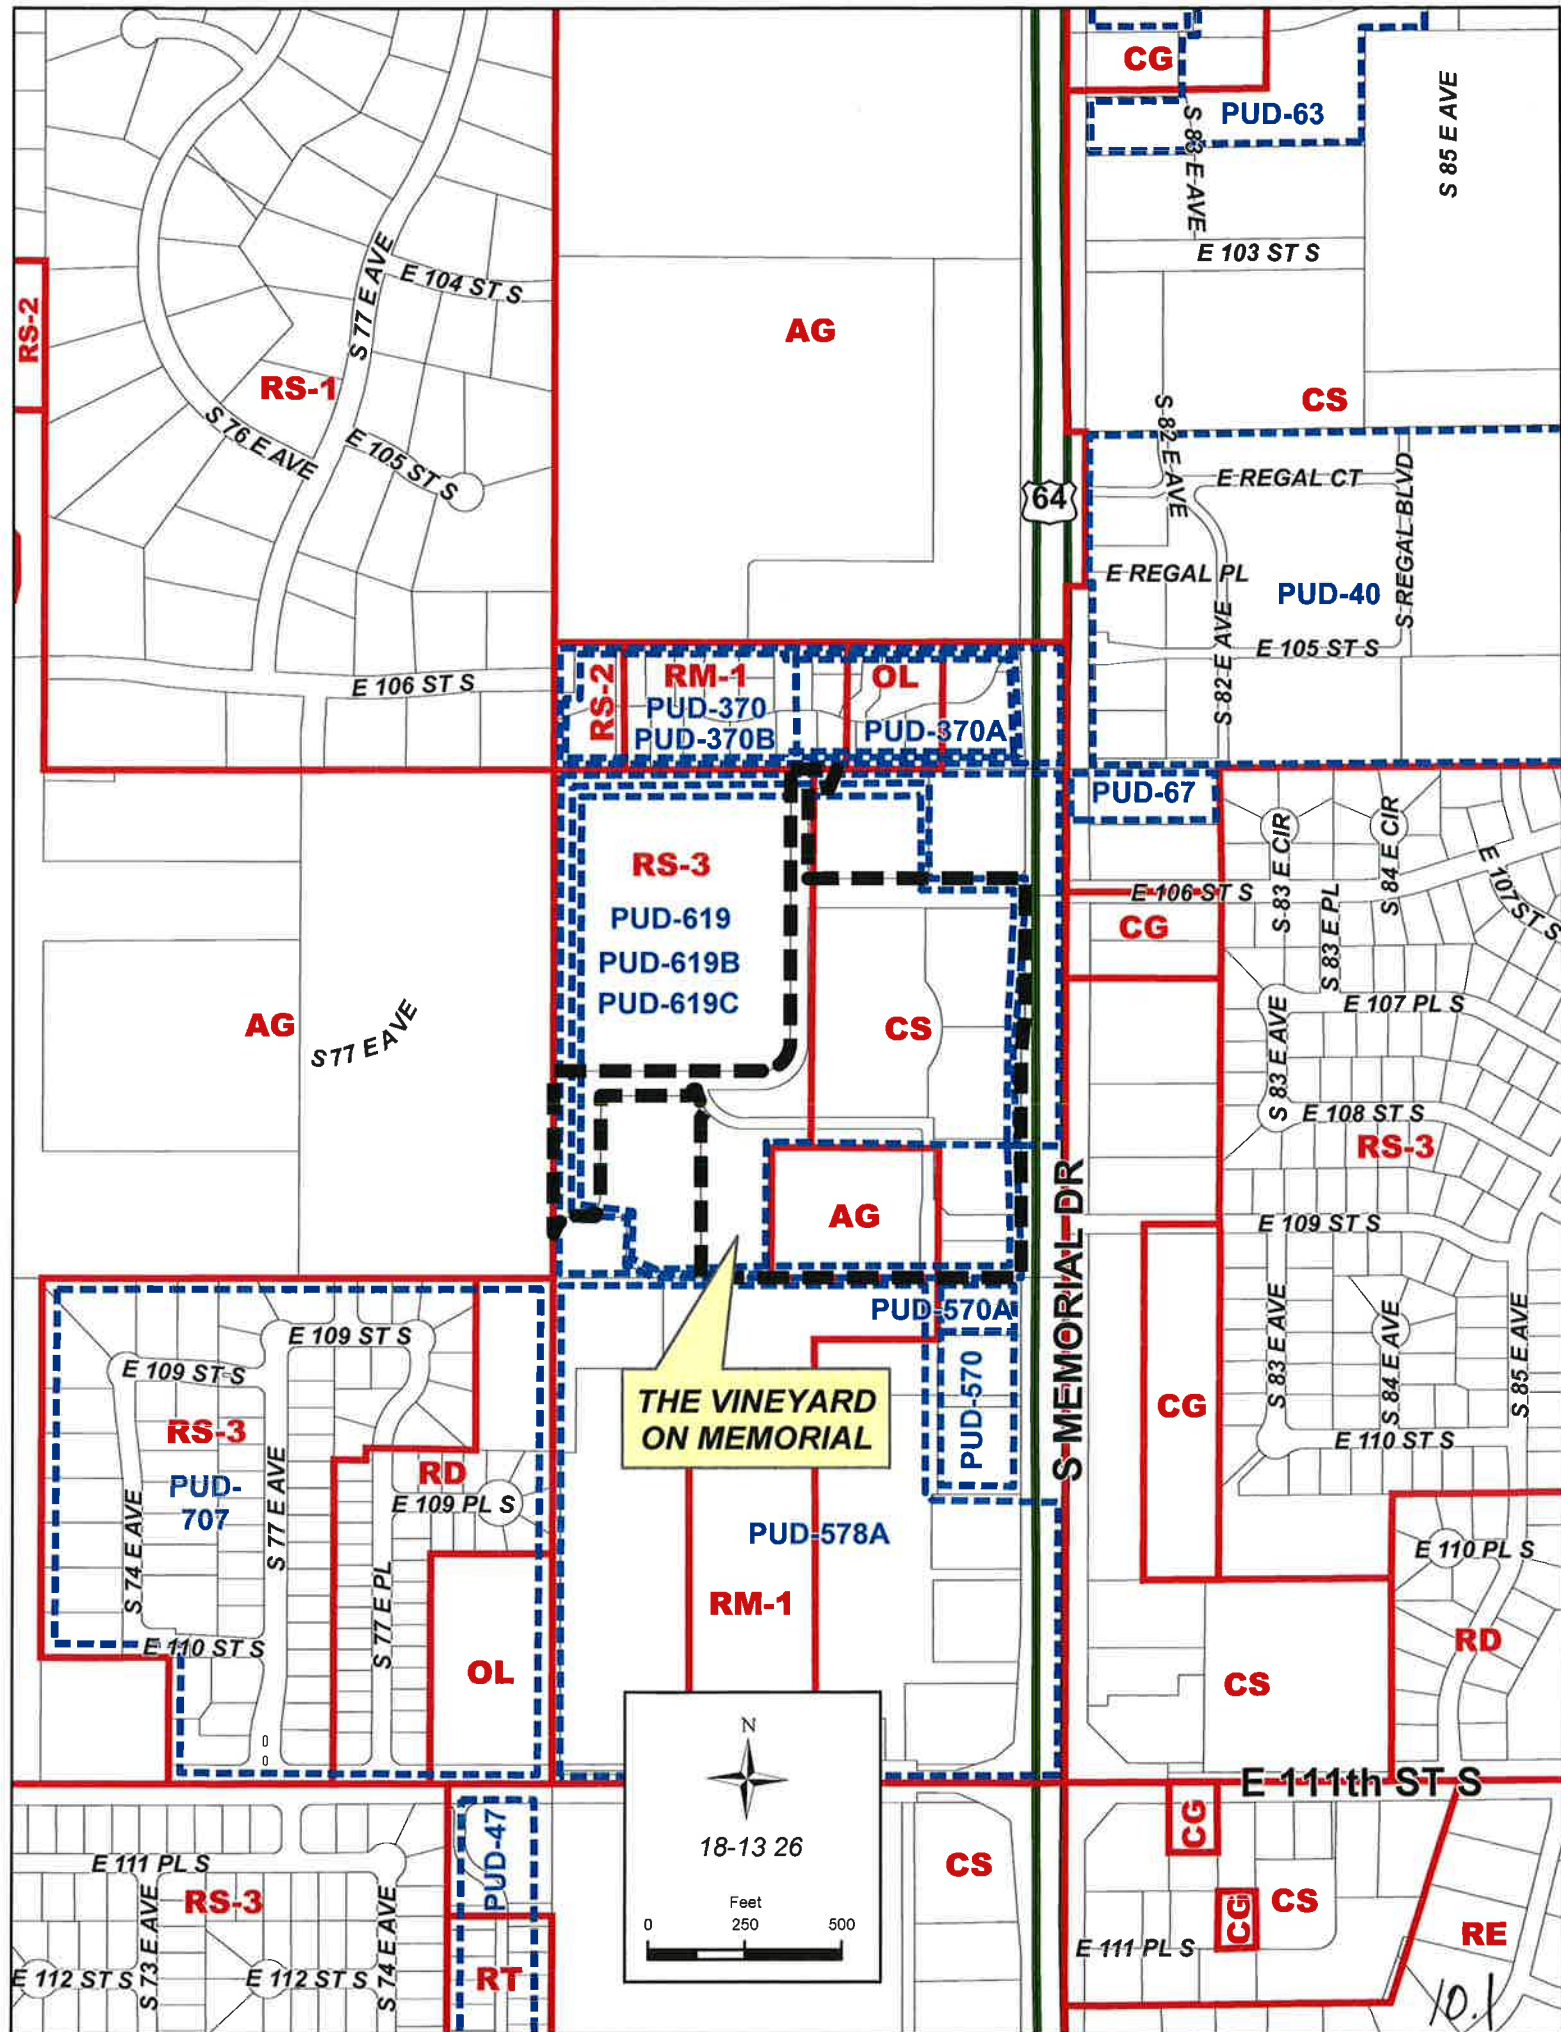 CG
PUD-63
S 83 E AVE
S 85 E AVE
E 103 ST S
RS-2
S 77 E AVE
E 104 ST S
AG
RS-1
CS
S 76 E AVE
E 105 ST S
S 82 E AVE
E REGAL CT
S REGAL BLVD
64
E REGAL PL
PUD-40
E 105 ST S
S 82 E AVE
E 106 ST S
RS-2
RM-1
OL
PUD-370
PUD-370B
PUD-370A
PUD-67
S 83 E CIR
S 84 E CIR
RS-3
E 106 ST S
E 107 ST S
S 83 E PL
PUD-619
PUD-619B
PUD-619C
CG
AG
S 77 E AVE
CS
E 107 PL S
S 83 E AVE
E 108 ST S
RS-3
AG
S MEMORIAL DR
E 109 ST S
PUD-570A
E 109 ST S
E 109 ST S
PUD-570
S 83 E AVE
S 84 E AVE
S 85 E AVE
THE VINEYARD
ON MEMORIAL
CG
RS-3
E 110 ST S
PUD-
707
RD
E 109 PL S
S 74 E AVE
S 77 E AVE
PUD-578A
E 110 PL S
S 77 E PL
RM-1
E 110 ST S
OL
RD
CS
N
E 111th ST S
18-13 26
Feet
0 250 500
PUD-47
CG
E 111 PL S
RS-3
CS
CG
CS
S 73 E AVE
S 74 E AVE
RE
E 111 PL S
E 112 ST S
E 112 ST S
RT
10.1